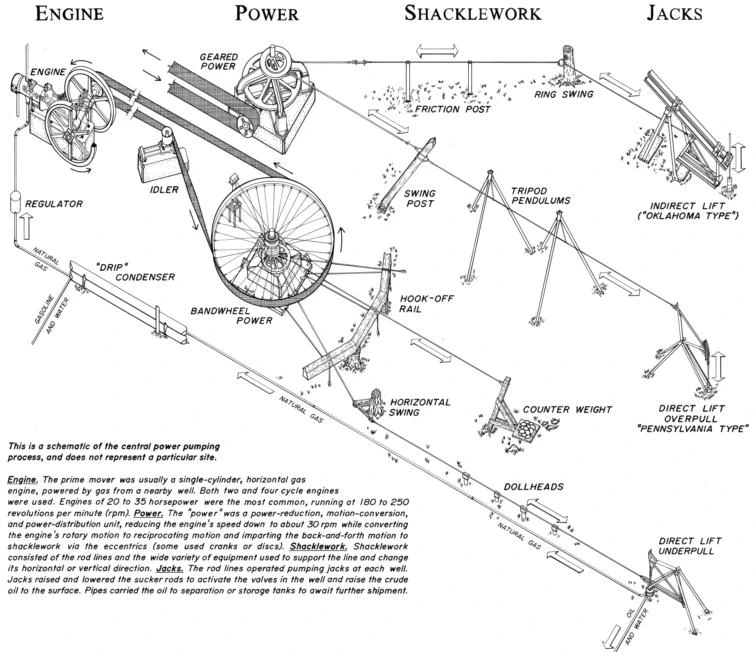 ENGINE
POWER
SHACKLEWORK
JACKS
GEARED
POWER
ENGINE
FRICTION POST
RING SWING
IDLER
SWING
POST
TRIPOD
PENDULUMS
INDIRECT LIFT
("OKLAHOMA TYPE")
REGULATOR
NATURAL
GAS
"DRIP"
CONDENSER
GASOLINE
AND WATER
BANDWHEEL
POWER
HOOK-OFF
RAIL
NATURAL GAS
HORIZONTAL
SWING
COUNTER WEIGHT
DIRECT LIFT
OVERPULL
"PENNSYLVANIA TYPE"
DOLLHEADS
NATURAL GAS
DIRECT LIFT
UNDERPULL
OIL
AND WATER
This is a schematic of the central power pumping
process, and does not represent a particular site.
Engine. The prime mover was usually a single-cylinder, horizontal gas
engine, powered by gas from a nearby well. Both two and four cycle engines
were used. Engines of 20 to 35 horsepower were the most common, running at 180 to 250
revolutions per minute (rpm). Power. The "power" was a power-reduction, motion-conversion,
and power-distribution unit, reducing the engine's speed down to about 30 rpm while converting
the engine's rotary motion to reciprocating motion and imparting the back-and-forth motion to
shacklework via the eccentrics (some used cranks or discs). Shacklework. Shacklework
consisted of the rod lines and the wide variety of equipment used to support the line and change
its horizontal or vertical direction. Jacks. The rod lines operated pumping jacks at each well.
Jacks raised and lowered the sucker rods to activate the valves in the well and raise the crude
oil to the surface. Pipes carried the oil to separation or storage tanks to await further shipment.